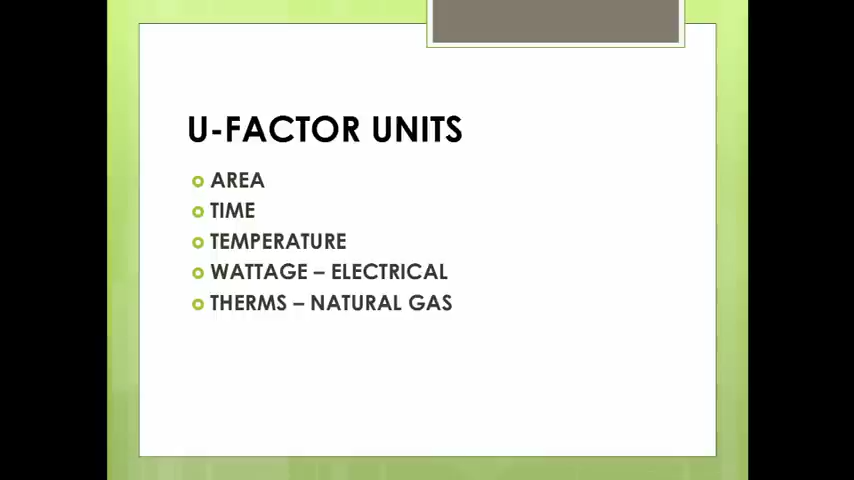 U-FACTOR UNITS
AREA
TIME
TEMPERATURE
WATTAGE – ELECTRICAL
THERMS – NATURAL GAS